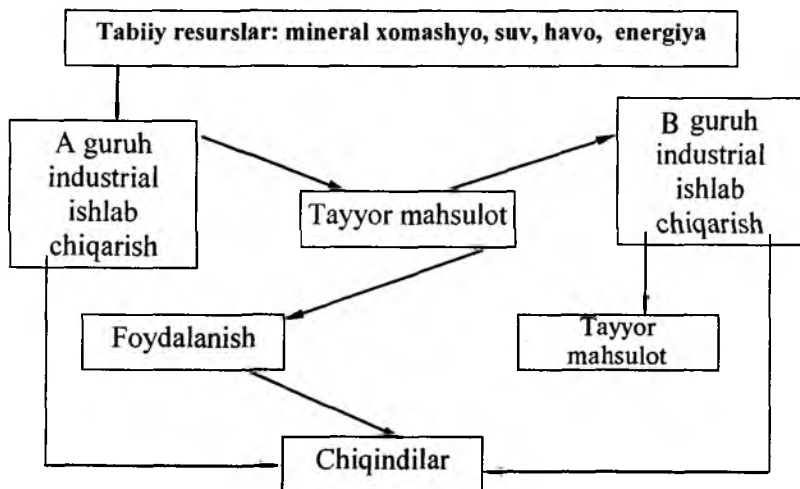 Tabiiy resurslar: mineral xomashyo, suv, havo, energiya
A guruh
industrial
ishlab
chiqarish
Tayyor mahsulot
B guruh
industrial
ishlab
chiqarish
Foydalanish
Tayyor
mahsulot
Chiqindilar